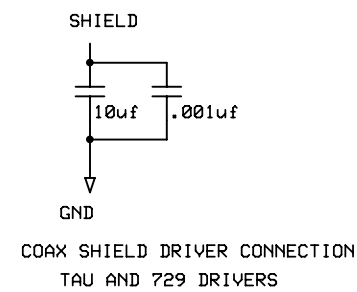 SHIELD
10uf
.001uf
GND
COAX SHIELD DRIVER CONNECTION
TAU AND 729 DRIVERS